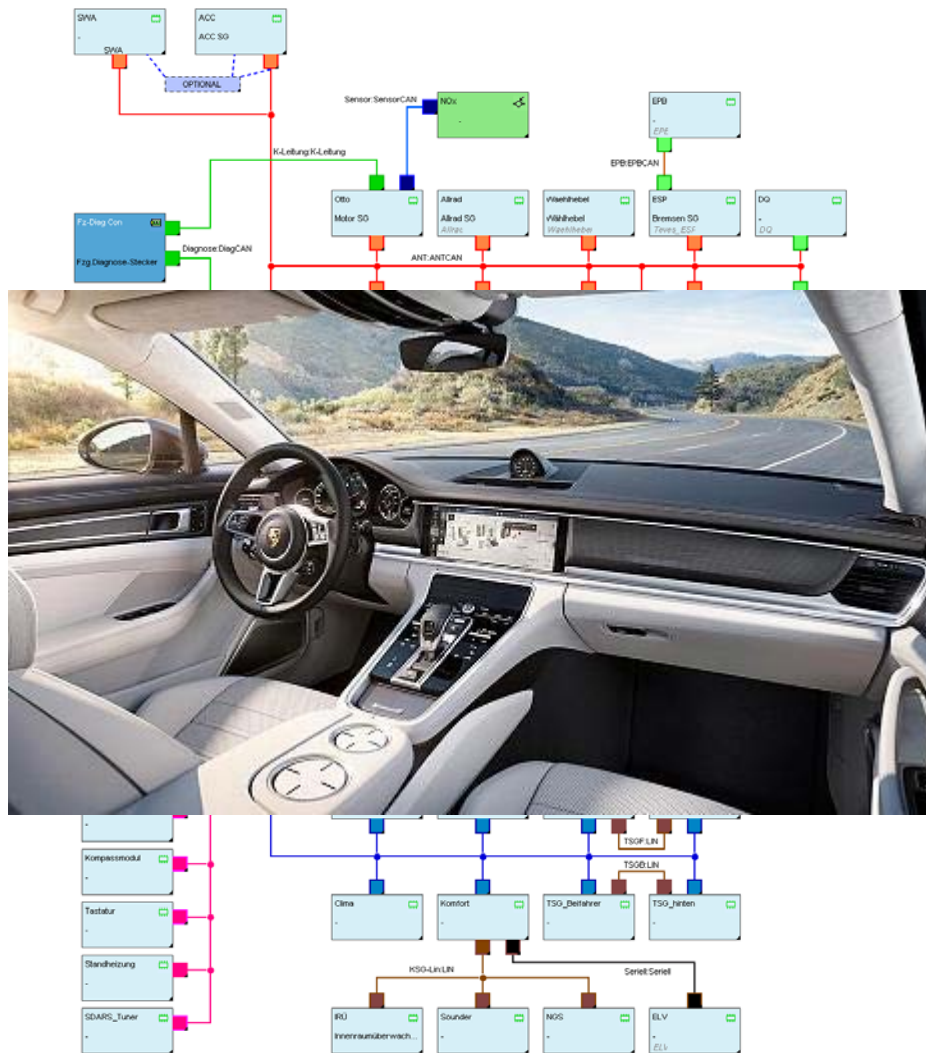 SWA
-
SWA
ACC
ACC SG
OPTIONAL
Sensor:SensorCAN
NOx
-
EPB
-
EPB:EPBCAN
K-Leitung:K-Leitung
Otto
Motor SG
Allrad
Allrad SG
Allrad
Waehlhebel
Wählhebel
Waehlhebel
ESP
Bremsen SG
Teves_ESP
DQ
-
DQ
Fz-Diag Con
Fzg.Diagnose-Stecker
Diagnose:DiagCAN
ANT:ANTCAN
-
TSGF:LIN
Kompassmodul
-
TSGB:LIN
Clima
-
Komfort
-
TSG_Beifahrer
-
TSG_hinten
-
Tastatur
-
Standheizung
-
KSG-Lin:LIN
Seriell:Seriell
SDARS_Tuner
-
IRÜ
Innenraumüberwach...
Sounder
-
NGS
-
ELV
-
ELV